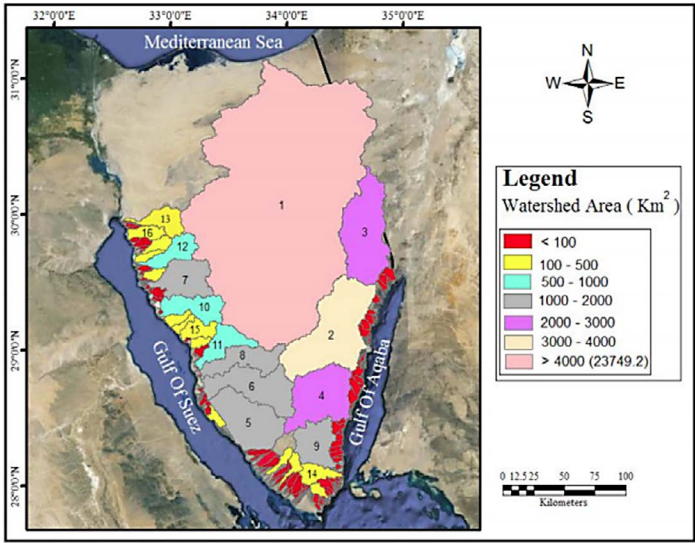 32°0'0"E 33°0'0"E 34°0'0"E 35°0'0"E
Mediterranean Sea
N
W E
S
31°0'0"N
30°0'0"N
29°0'0"N
28°0'0"N
1
13
16
3
12
7
10
15
2
11
8
6
4
5
9
14
Gulf Of Suez
Gulf Of Aqaba
Legend
Watershed Area ( Km2 )
< 100
100 - 500
500 - 1000
1000 - 2000
2000 - 3000
3000 - 4000
> 4000 (23749.2)
0 12.5 25 50 75 100
Kilometers